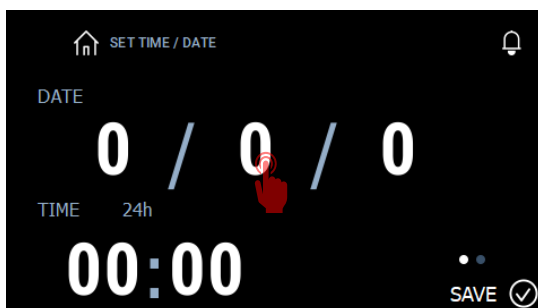 SET TIME / DATE
DATE
0 / 0 / 0
TIME 24h
00:00
SAVE